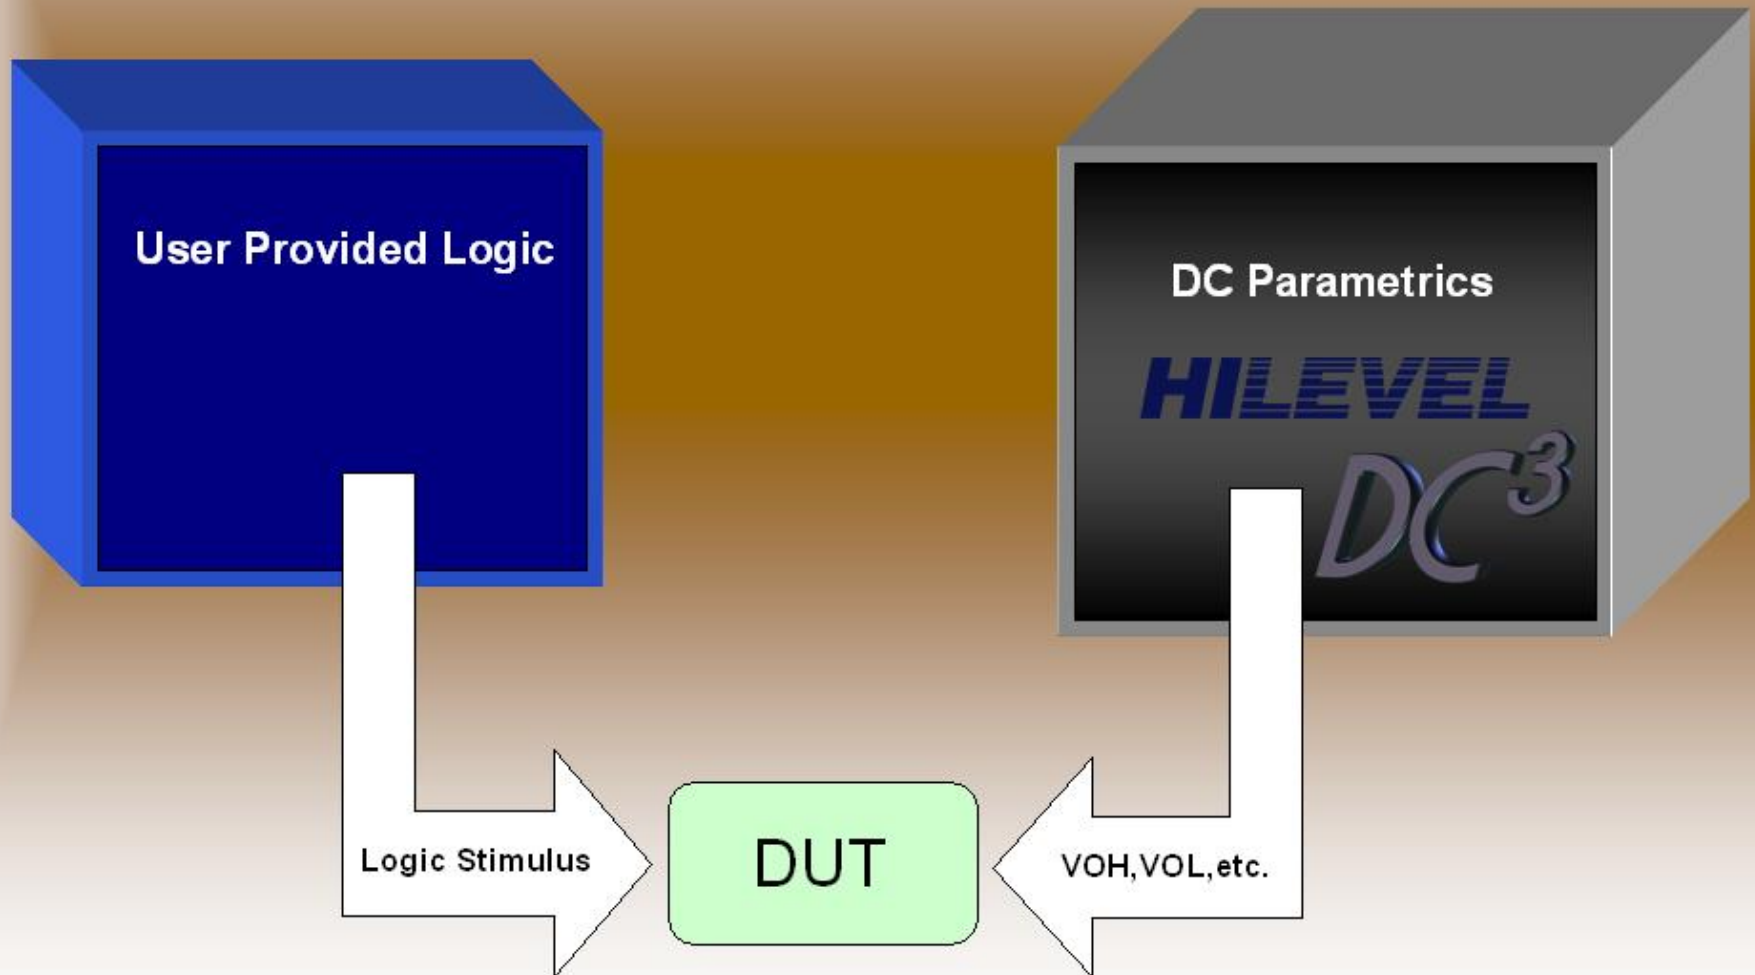 User Provided Logic
DC Parametrics
HILEVEL
DC³
Logic Stimulus
DUT
VOH,VOL,etc.